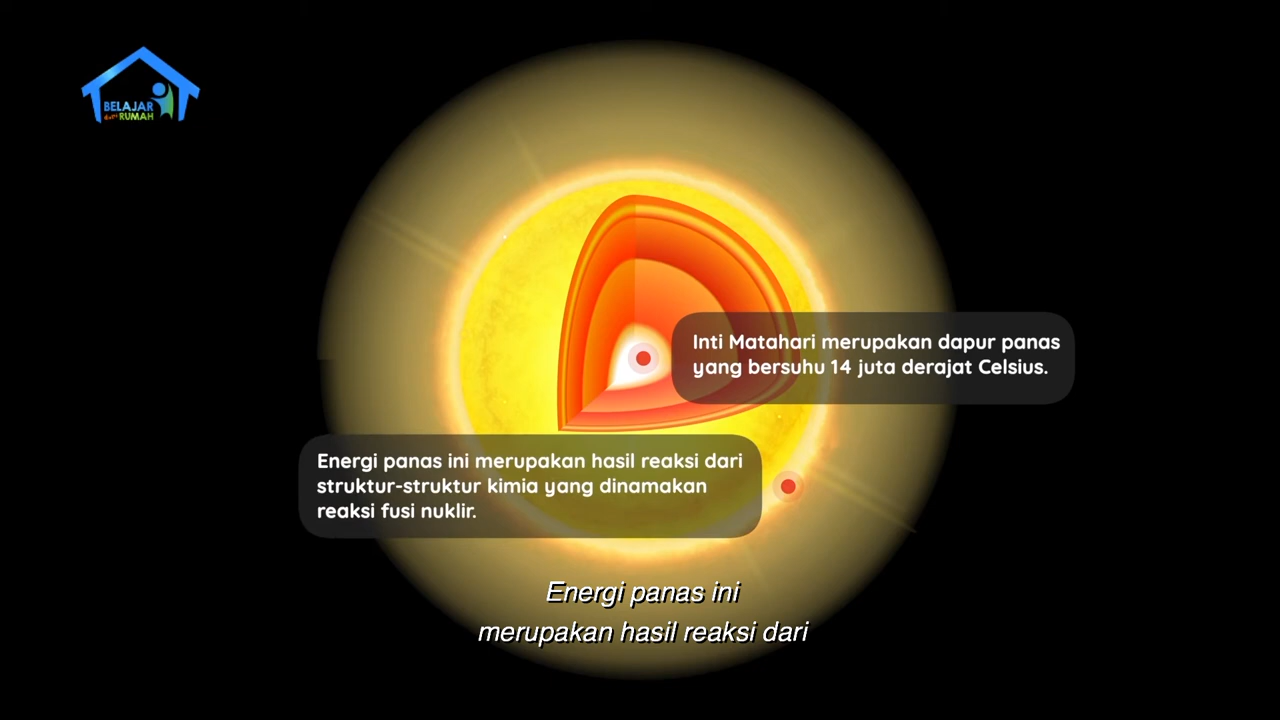 BELAJAR
dari RUMAH
Inti Matahari merupakan dapur panas
yang bersuhu 14 juta derajat Celsius.
Energi panas ini merupakan hasil reaksi dari
struktur-struktur kimia yang dinamakan
reaksi fusi nuklir.
Energi panas ini
merupakan hasil reaksi dari